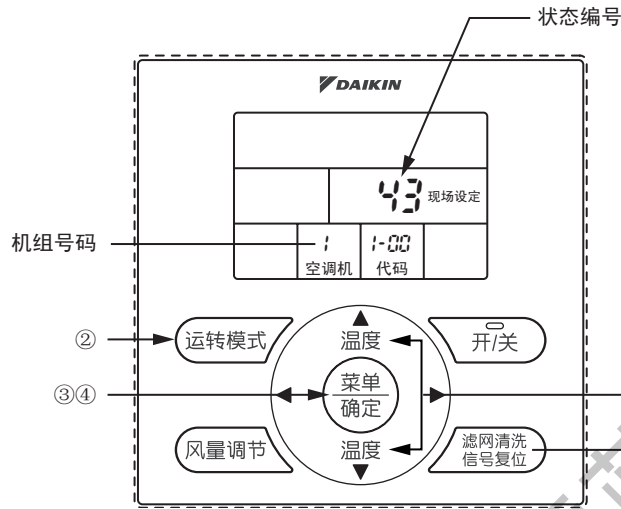 状态编号
DAIKIN
43 现场设定
机组号码
1 1-00
空调机 代码
② 运转模式 温度 开/关
③④ 菜单
确定
风量调节 温度 滤网清洗
信号复位